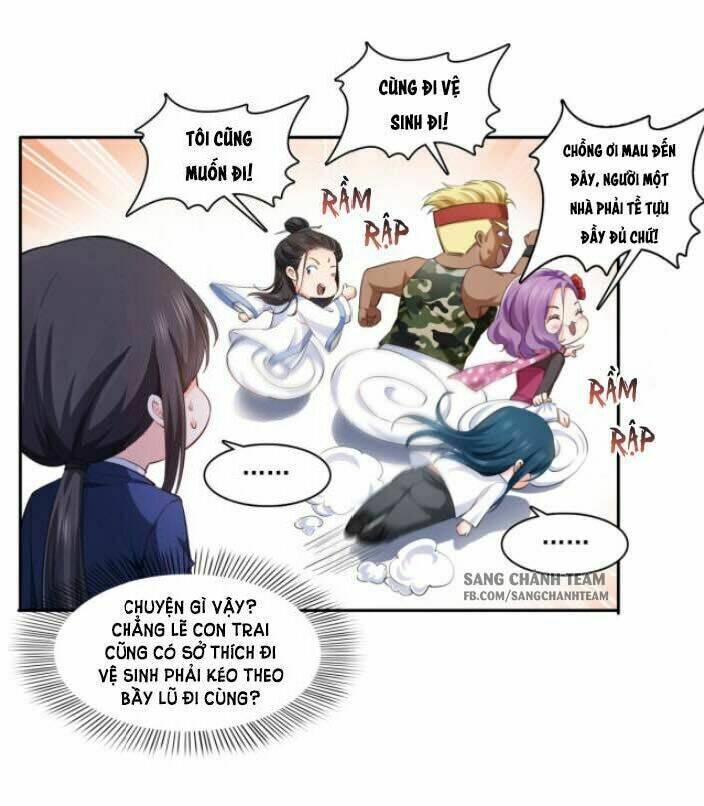 TÔI CŨNG
MUỐN ĐI!
CÙNG ĐI VỆ
SINH ĐI!
CHỒNG ƠI MAU ĐẾN
ĐÂY, NGƯỜI MỘT
NHÀ PHẢI TỀ TỰU
ĐẦY ĐỦ CHỨ!
RẦM
RẬP
RẦM
RẬP
......
......
SANG CHẢNH TEAM
FB.COM/SANGCHANHTEAM
CHUYỆN GÌ VẬY?
CHẲNG LẼ CON TRAI
CŨNG CÓ SỞ THÍCH ĐI
VỆ SINH PHẢI KÉO THEO
BẦY LŨ ĐI CÙNG?